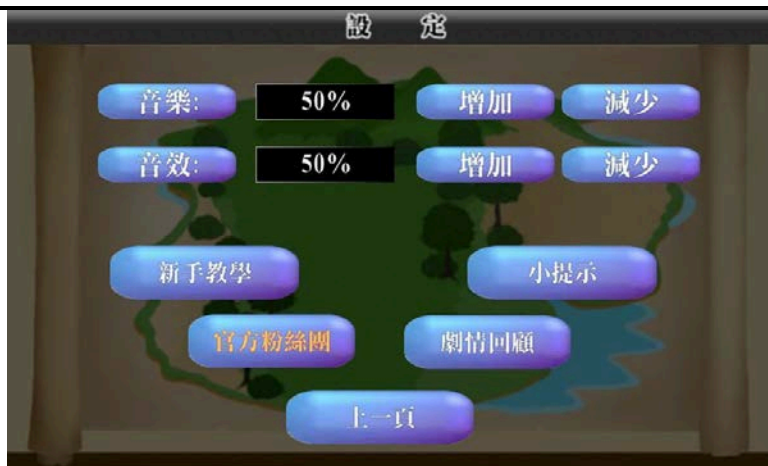 設 定
音樂: 50% 增加 減少
音效: 50% 增加 減少
新手教學 小提示
官方粉絲團 劇情回顧
上一頁